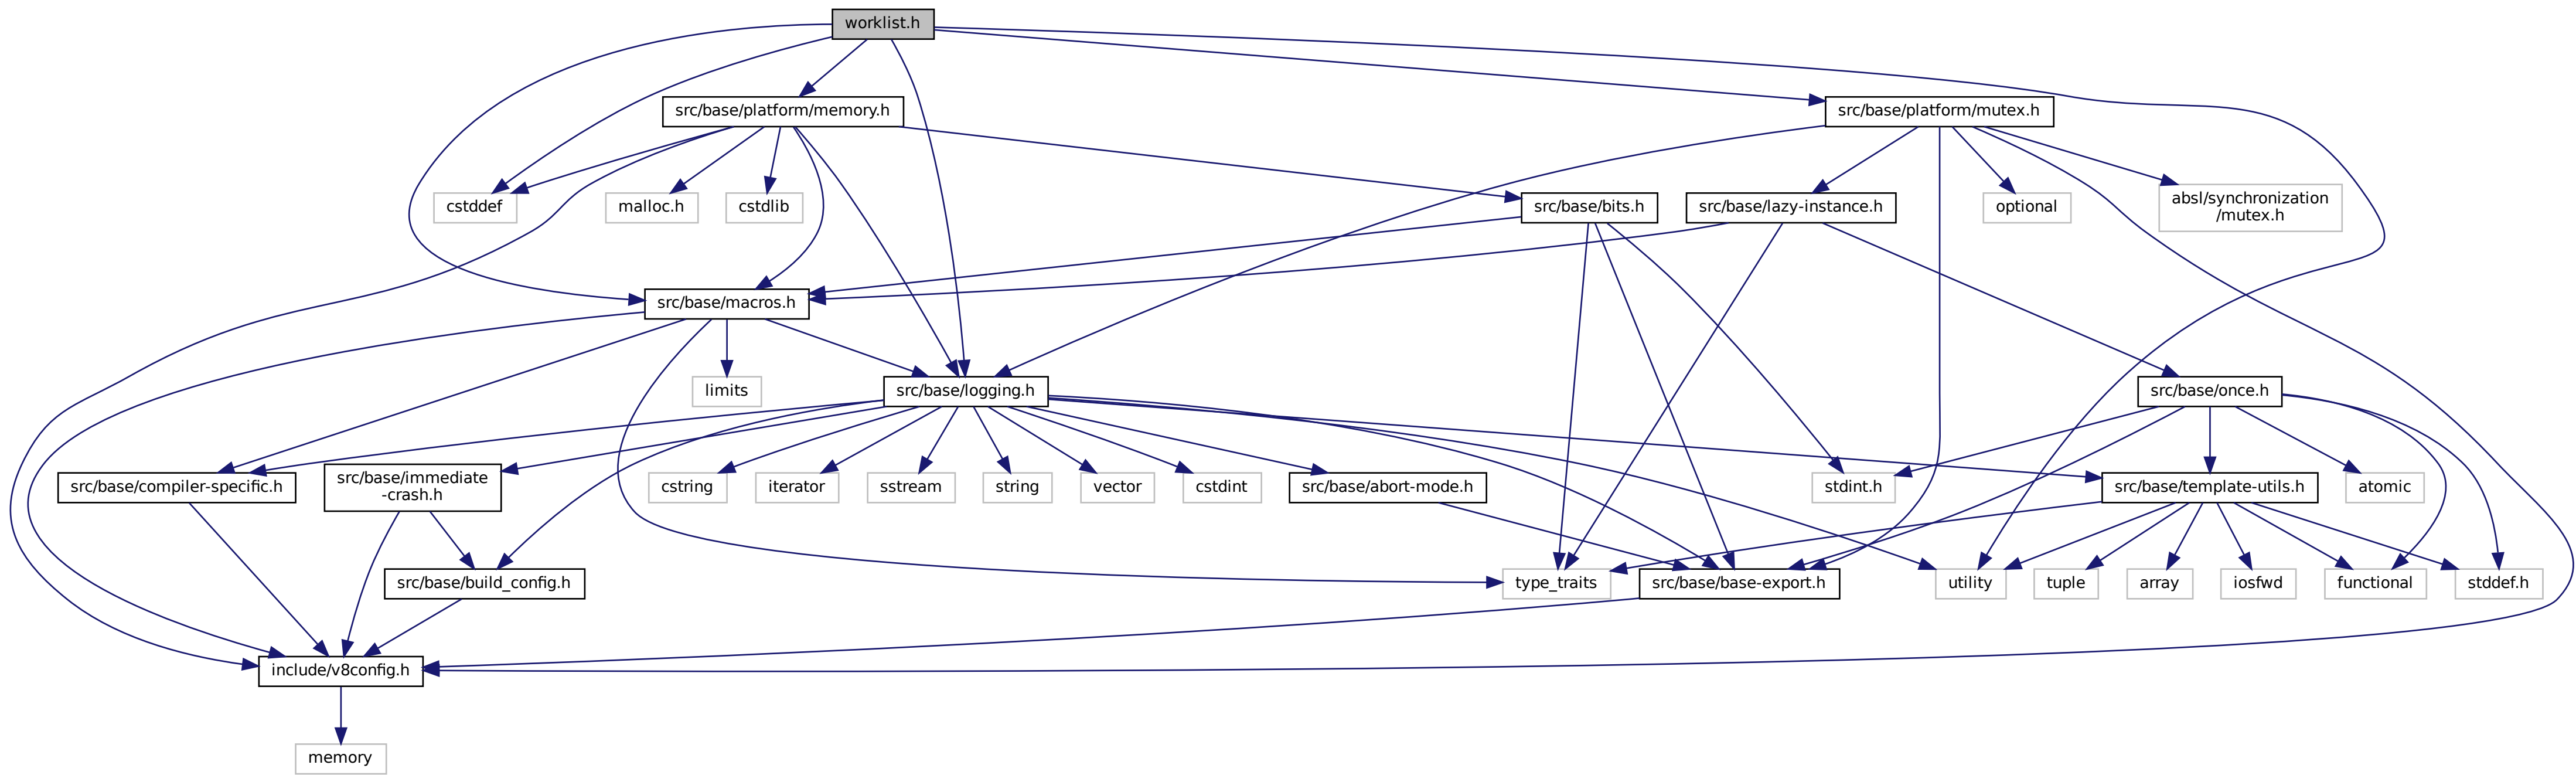 worklist.h
src/base/platform/memory.h
src/base/platform/mutex.h
cstddef
malloc.h
cstdlib
src/base/bits.h
src/base/lazy-instance.h
optional
absl/synchronization
/mutex.h
src/base/macros.h
limits
src/base/logging.h
src/base/once.h
src/base/compiler-specific.h
src/base/immediate
-crash.h
cstring
iterator
sstream
string
vector
cstdint
src/base/abort-mode.h
stdint.h
src/base/template-utils.h
atomic
src/base/build_config.h
type_traits
src/base/base-export.h
utility
tuple
array
iosfwd
functional
stddef.h
include/v8config.h
memory